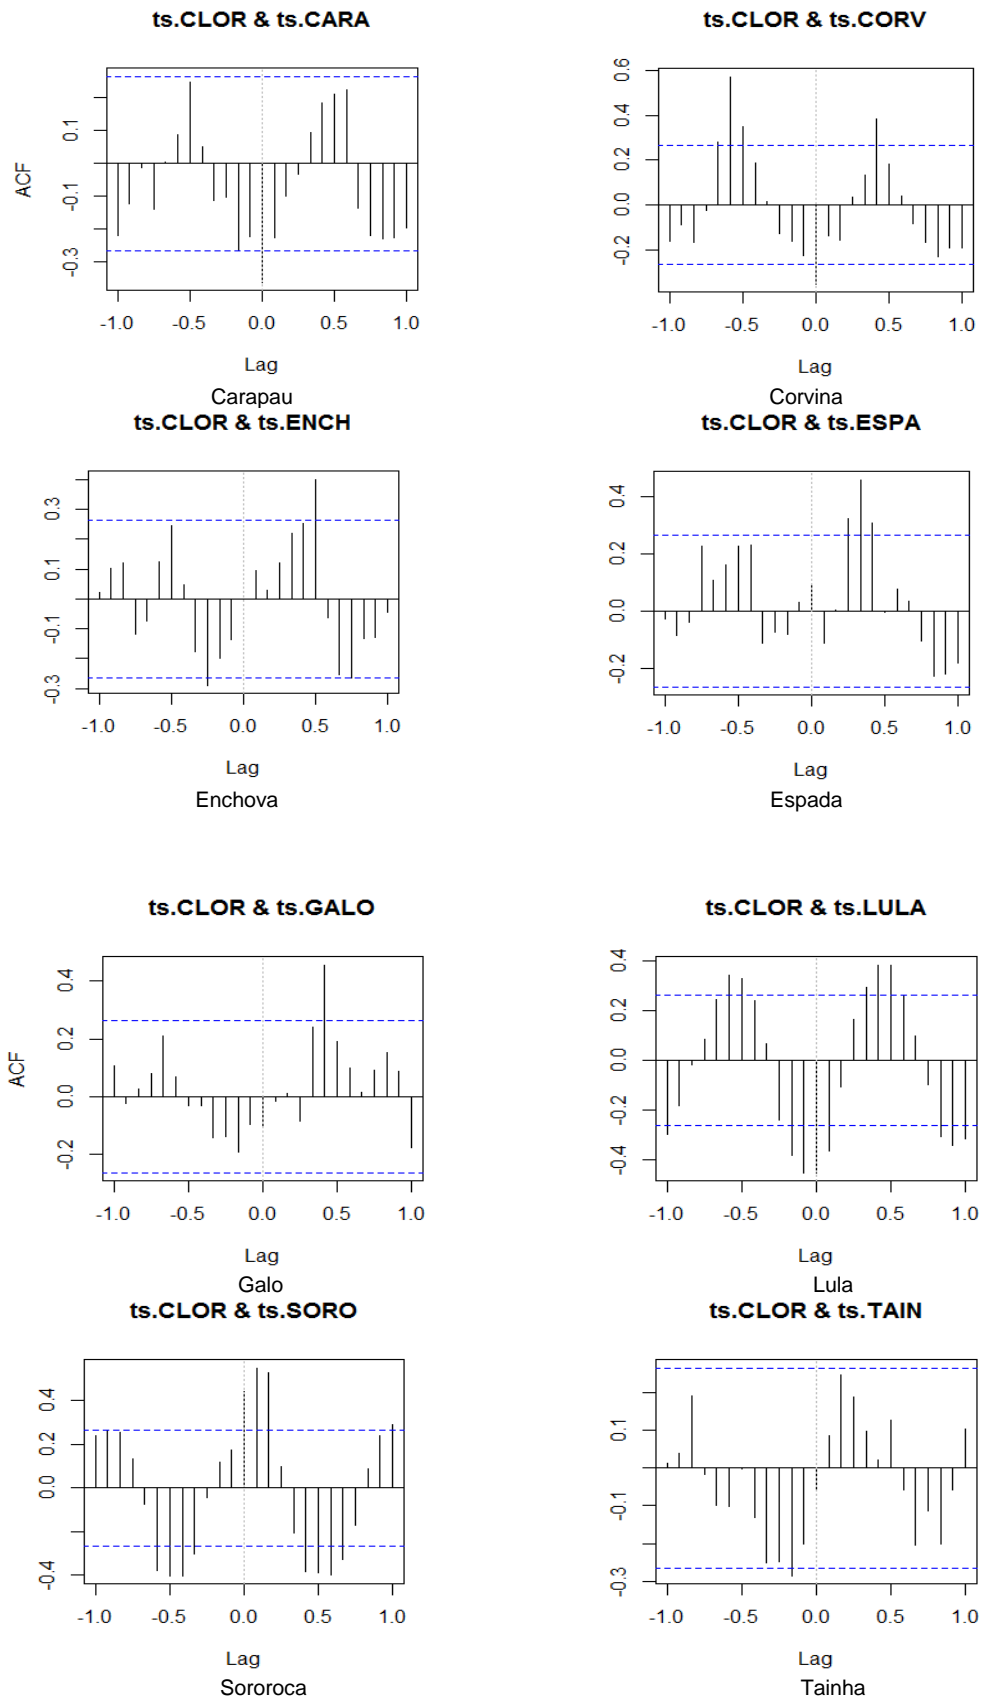 ts.CLOR & ts.CARA
ACF
0.1
-0.1
-0.3
-1.0 -0.5 0.0 0.5 1.0
Lag
Carapau
ts.CLOR & ts.CORV
0.6
0.4
0.2
0.0
-0.2
-1.0 -0.5 0.0 0.5 1.0
Lag
Corvina
ts.CLOR & ts.ENCH
0.3
0.1
-0.1
-0.3
-1.0 -0.5 0.0 0.5 1.0
Lag
Enchova
ts.CLOR & ts.ESPA
0.4
0.2
0.0
-0.2
-1.0 -0.5 0.0 0.5 1.0
Lag
Espada
ts.CLOR & ts.GALO
ACF
0.4
0.2
0.0
-0.2
-1.0 -0.5 0.0 0.5 1.0
Lag
Galo
ts.CLOR & ts.LULA
0.4
0.2
0.0
-0.2
-0.4
-1.0 -0.5 0.0 0.5 1.0
Lag
Lula
ts.CLOR & ts.SORO
0.4
0.2
0.0
-0.4
-1.0 -0.5 0.0 0.5 1.0
Lag
Sororoca
ts.CLOR & ts.TAIN
0.1
-0.1
-0.3
-1.0 -0.5 0.0 0.5 1.0
Lag
Tainha